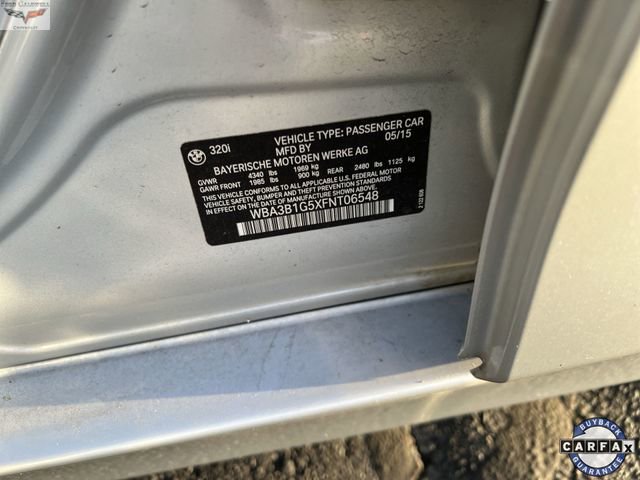 FRED CALDWELL
CHEVROLET
320i
VEHICLE TYPE: PASSENGER CAR
MFD BY 05/15
BAYERISCHE MOTOREN WERKE AG
GVWR 4340 lbs 1969 kg
GAWR FRONT 1985 lbs 900 kg REAR 2480 lbs 1125 kg
THIS VEHICLE CONFORMS TO ALL APPLICABLE U.S. FEDERAL MOTOR
VEHICLE SAFETY, BUMPER, AND THEFT PREVENTION STANDARDS
IN EFFECT ON THE DATE OF MANUFACTURE SHOWN ABOVE.
WBA3B1G5XFNT06548
BUYBACK
CARFAX
GUARANTEE